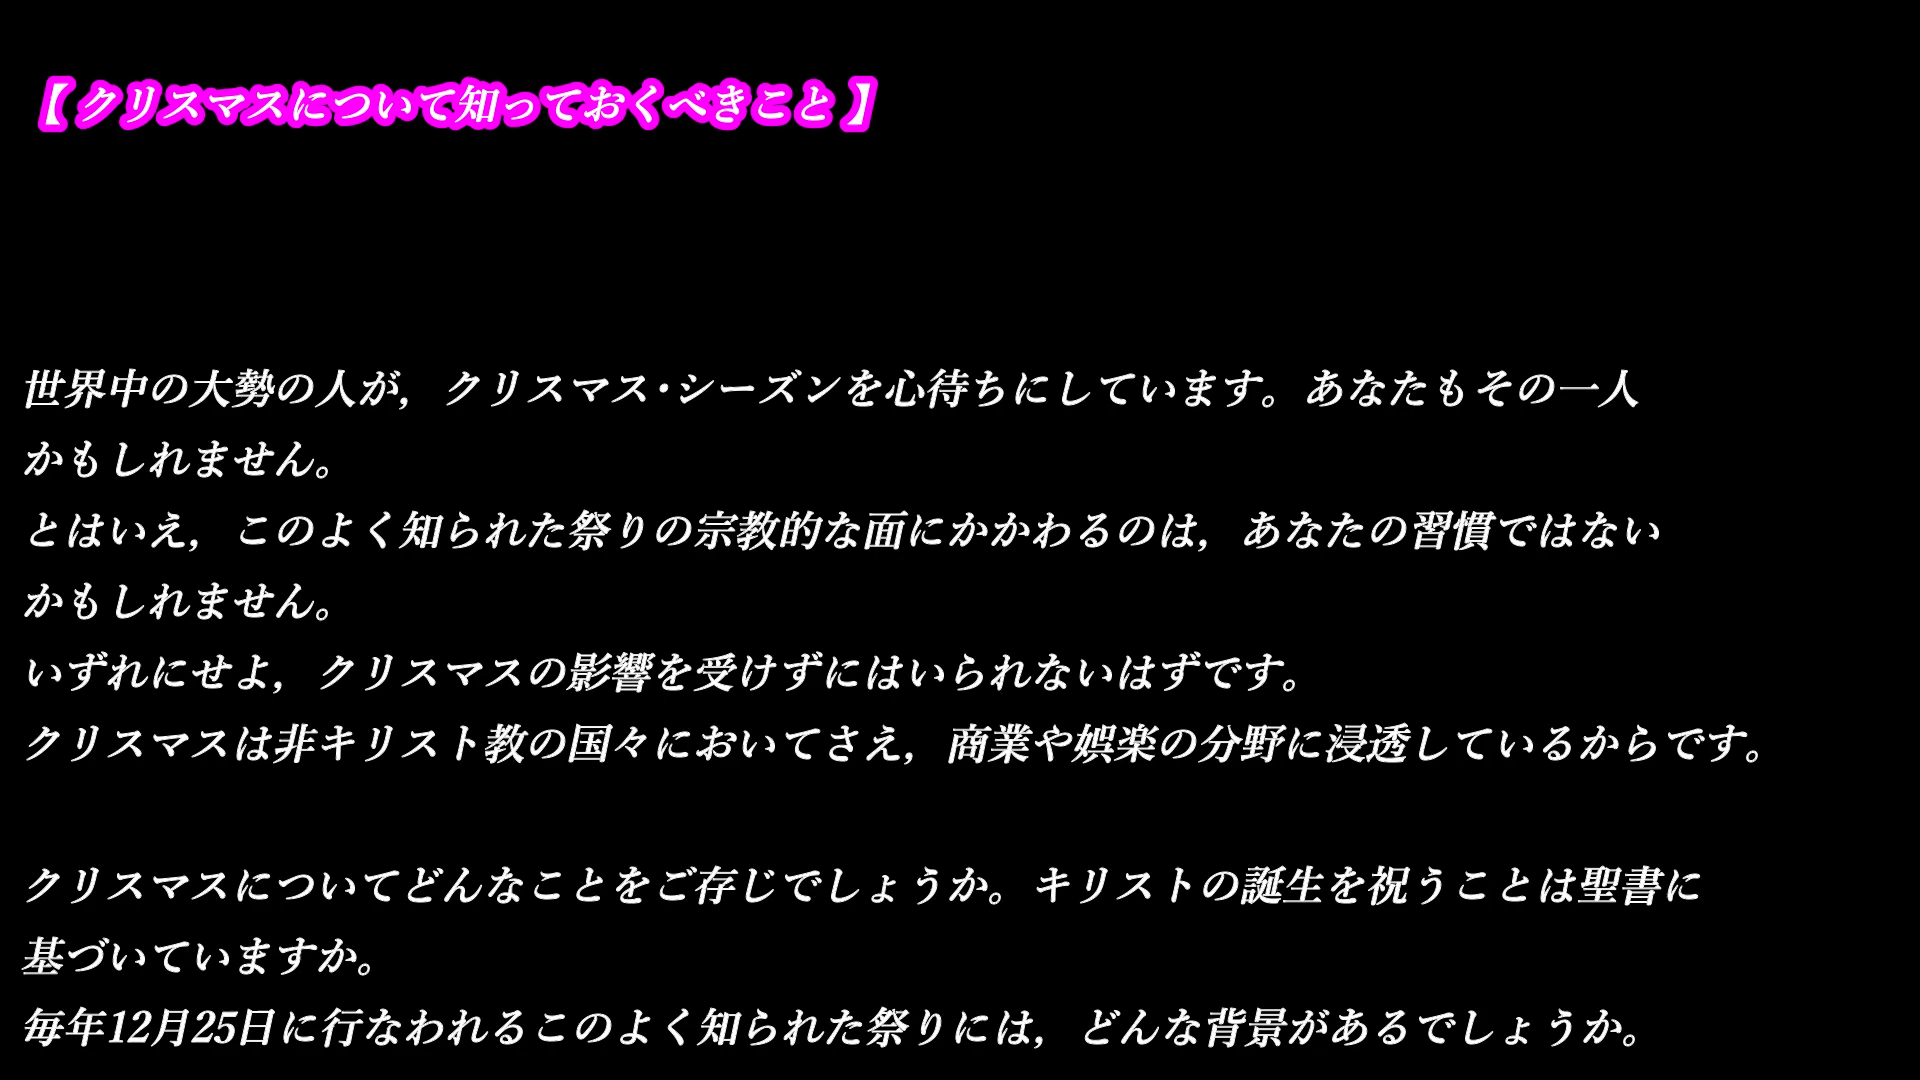 【 クリスマスについて知っておくべきこと 】
世界中の大勢の人が，クリスマス･シーズンを心待ちにしています。あなたもその一人
かもしれません。
とはいえ，このよく知られた祭りの宗教的な面にかかわるのは，あなたの習慣ではない
かもしれません。
いずれにせよ，クリスマスの影響を受けずにはいられないはずです。
クリスマスは非キリスト教の国々においてさえ，商業や娯楽の分野に浸透しているからです。
クリスマスについてどんなことをご存じでしょうか。キリストの誕生を祝うことは聖書に
基づいていますか。
毎年12月25日に行なわれるこのよく知られた祭りには，どんな背景があるでしょうか。